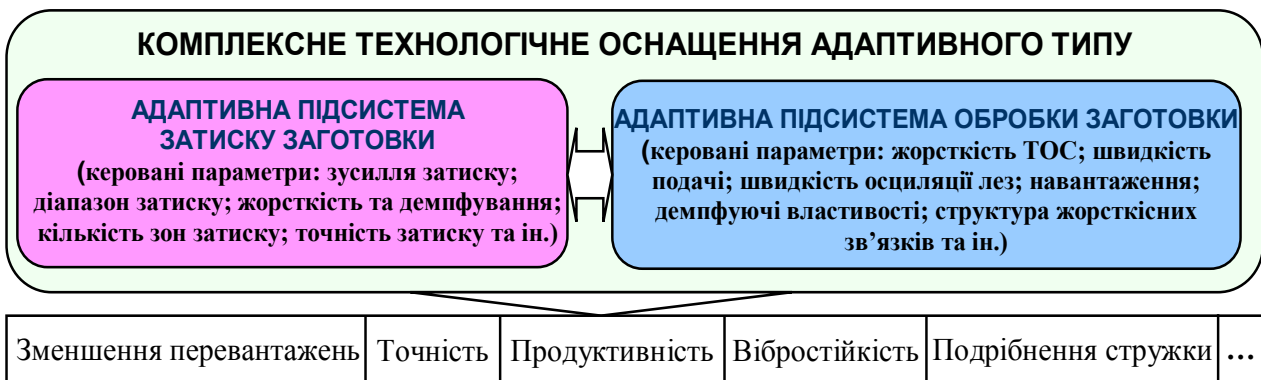 КОМПЛЕКСНЕ ТЕХНОЛОГІЧНЕ ОСНАЩЕННЯ АДАПТИВНОГО ТИПУ
АДАПТИВНА ПІДСИСТЕМА
ЗАТИСКУ ЗАГОТОВКИ
(керовані параметри: зусилля затиску;
діапазон затиску; жорсткість та демпфування;
кількість зон затиску; точність затиску та ін.)
АДАПТИВНА ПІДСИСТЕМА ОБРОБКИ ЗАГОТОВКИ
(керовані параметри: жорсткість ТОС; швидкість
подачі; швидкість осциляції лез; навантаження;
демпфуючі властивості; структура жорсткісних
зв’язків та ін.)
Зменшення перевантажень Точність Продуктивність Вібростійкість Подрібнення стружки ...